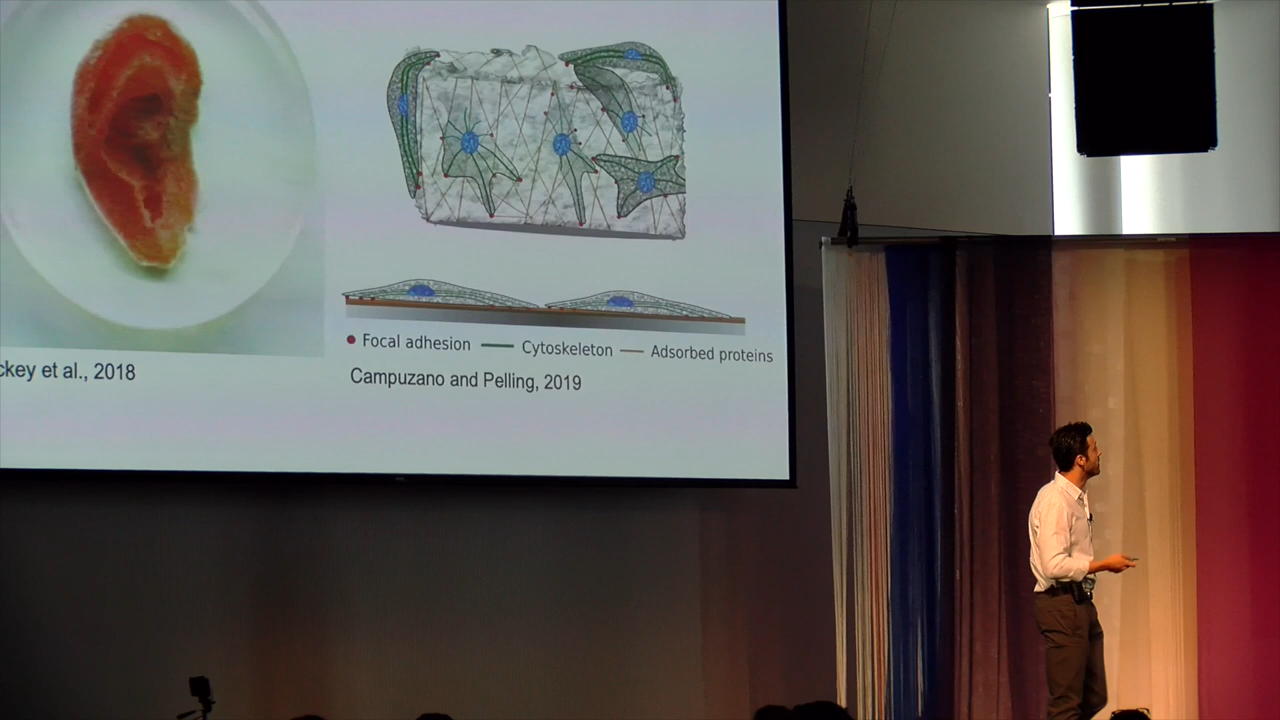 Focal adhesion Cytoskeleton Adsorbed proteins
ckey et al., 2018
Campuzano and Pelling, 2019